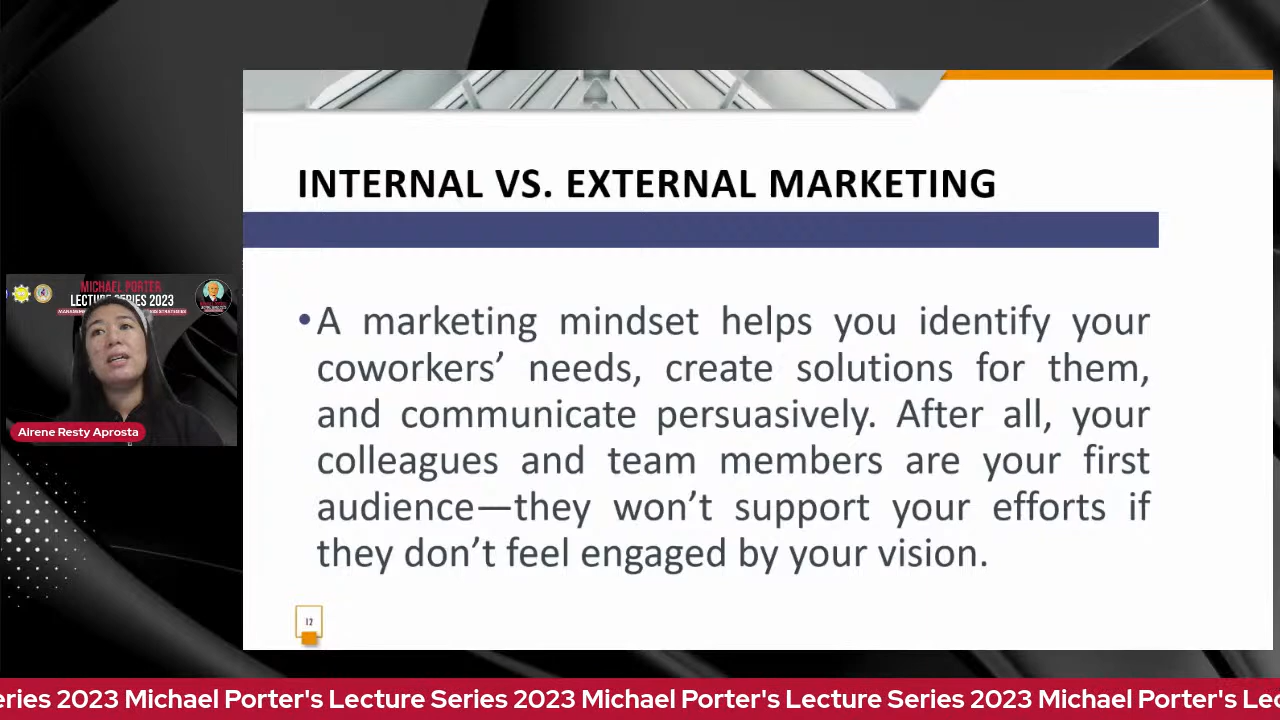 INTERNAL VS. EXTERNAL MARKETING
•A marketing mindset helps you identify your
coworkers’ needs, create solutions for them,
and communicate persuasively. After all, your
colleagues and team members are your first
audience—they won’t support your efforts if
they don’t feel engaged by your vision.
12
MICHAEL PORTER
LECTURE SERIES 2023
Airene Resty Aprosta
eries 2023 Michael Porter's Lecture Series 2023 Michael Porter's Lecture Series 2023 Michael Porter's Lec